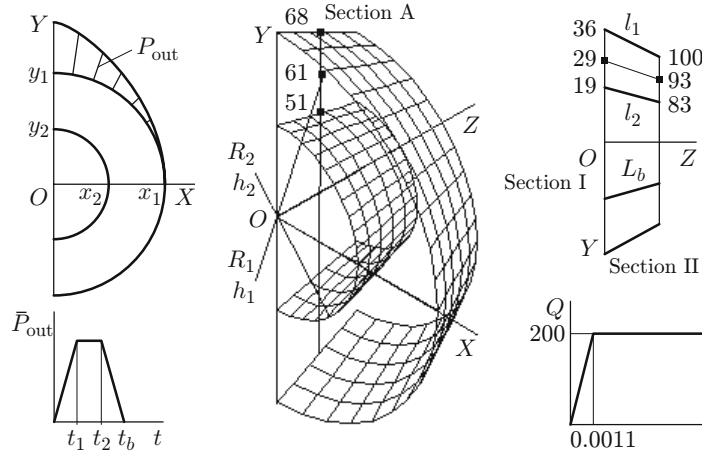 Y
P_out
y_1
y_2
O
x_2
x_1
X
P̄_out
t_1
t_2
t_b
t
68
Section A
Y
61
51
Z
R_2
h_2
O
R_1
h_1
X
36
l_1
29
100
19
93
l_2
83
O
L_b
Z
Section I
Y
Section II
Q
200
0.0011